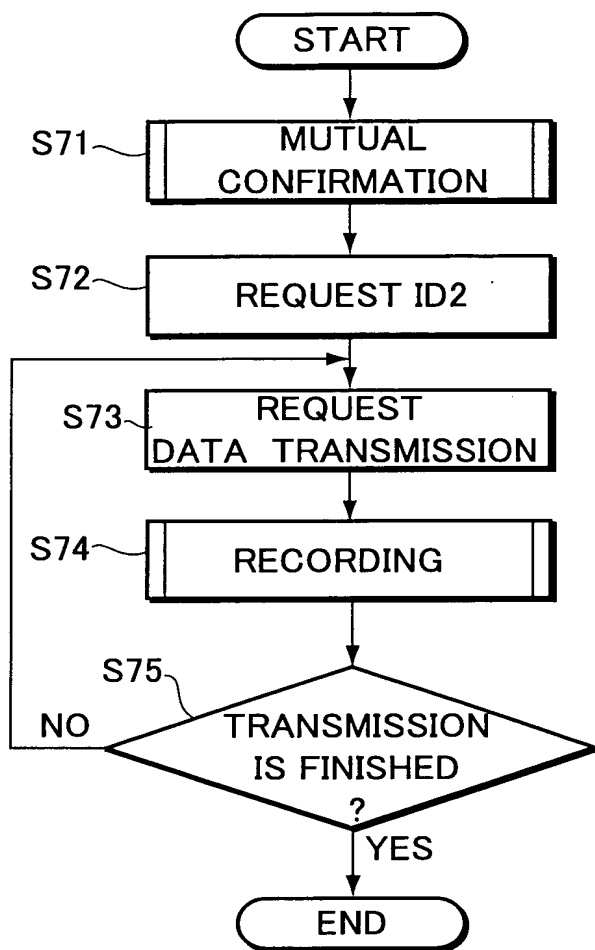 START
S71
MUTUAL
CONFIRMATION
S72
REQUEST ID2
S73
REQUEST
DATA TRANSMISSION
S74
RECORDING
S75
NO
TRANSMISSION
IS FINISHED
?
YES
END